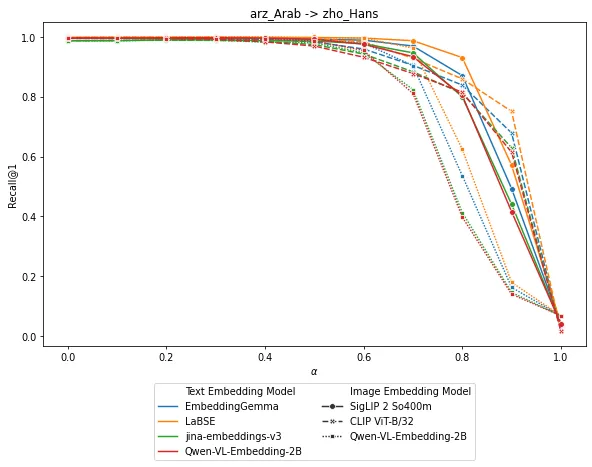 arz_Arab -> zho_Hans
Recall@1
1.0
0.8
0.6
0.4
0.2
0.0
0.0 0.2 0.4 0.6 0.8 1.0
α
Text Embedding Model
EmbeddingGemma
LaBSE
jina-embeddings-v3
Qwen-VL-Embedding-2B
Image Embedding Model
SigLIP 2 So400m
CLIP ViT-B/32
Qwen-VL-Embedding-2B